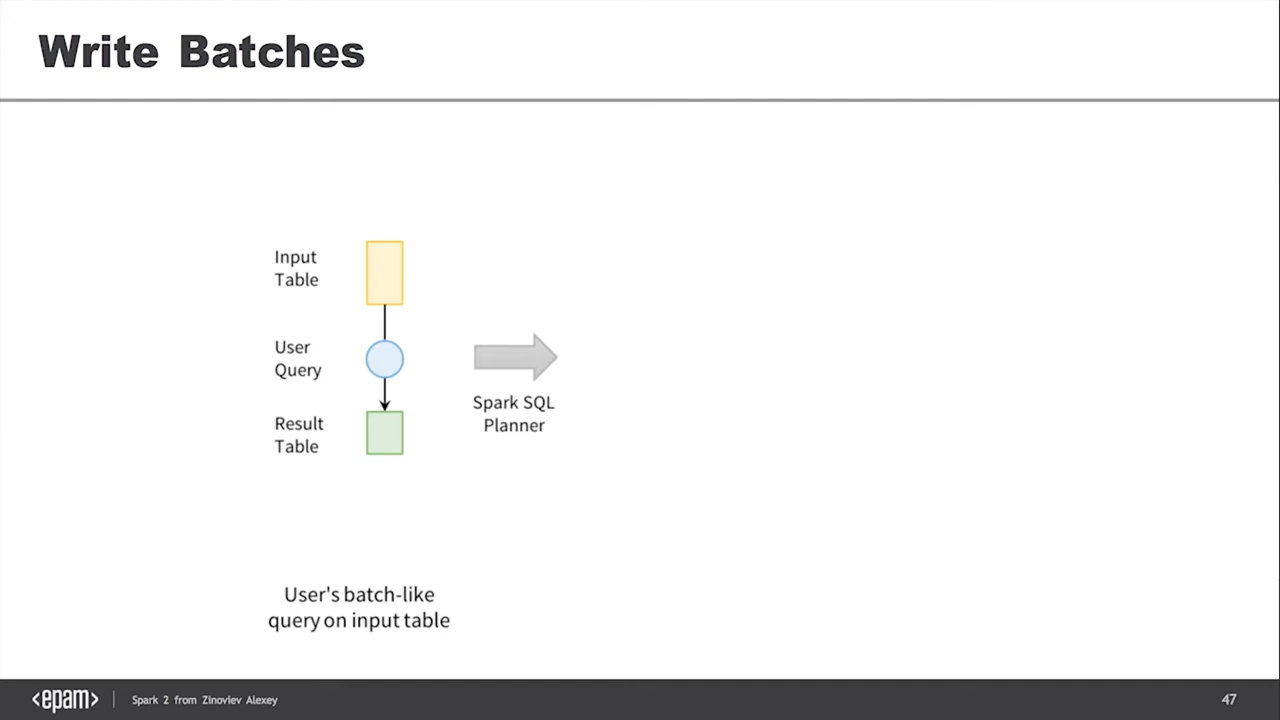 Write Batches
Input
Table
User
Query
Result
Table
Spark SQL
Planner
User's batch-like
query on input table
<epam>
Spark 2 from Zinoviev Alexey
47